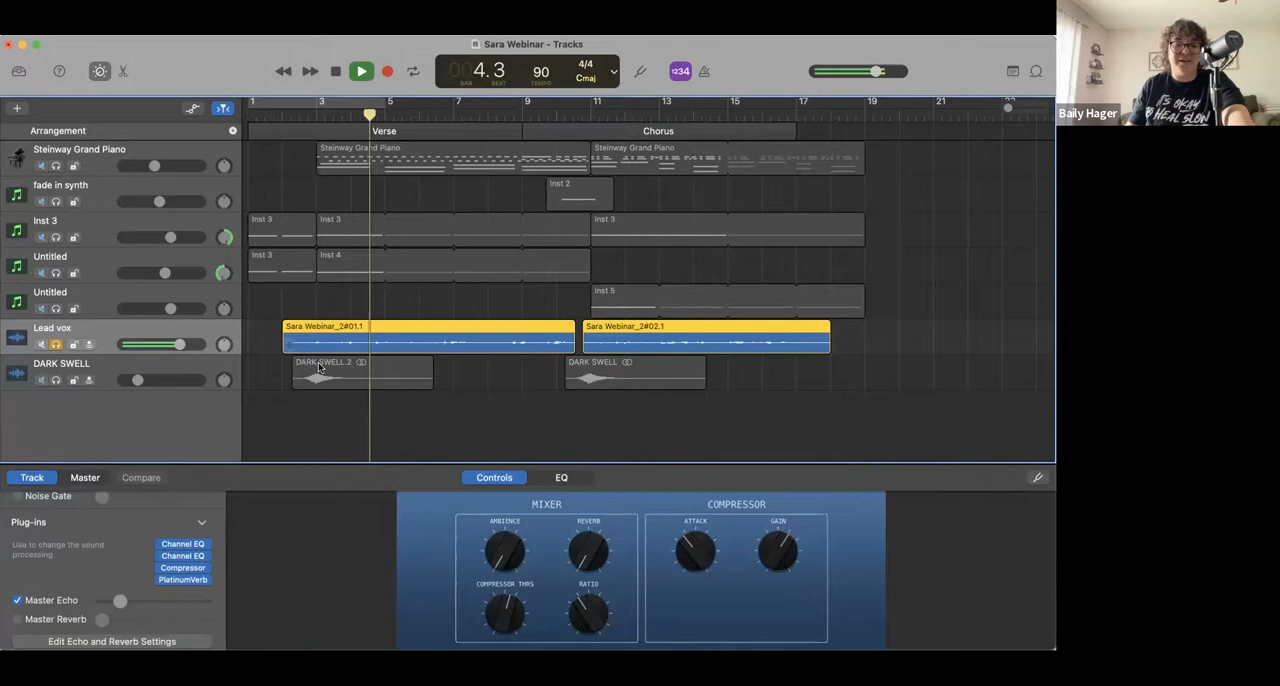 Sara Webinar - Tracks
004.3
BAR
BEAT
90
TEMPO
4/4
Cmaj
1234
1 3 5 7 9 11 13 15 17 19 21
Arrangement
Verse
Chorus
Steinway Grand Piano
Steinway Grand Piano
Steinway Grand Piano
fade in synth
Inst 2
Inst 3
Inst 3
Inst 3
Inst 3
Untitled
Inst 3
Inst 4
Untitled
Inst 5
Lead vox
Sara Webinar_2#01.1
Sara Webinar_2#02.1
DARK SWELL
DARK SWELL.2
DARK SWELL
Track
Master
Compare
Controls
EQ
Noise Gate
Plug-ins
Use to change the sound
processing.
Channel EQ
Channel EQ
Compressor
PlatinumVerb
Master Echo
Master Reverb
Edit Echo and Reverb Settings
MIXER
AMBIENCE
REVERB
COMPRESSOR THRS
RATIO
COMPRESSOR
ATTACK
GAIN
Baily Hager
IT'S OKAY
HEAL SLOW